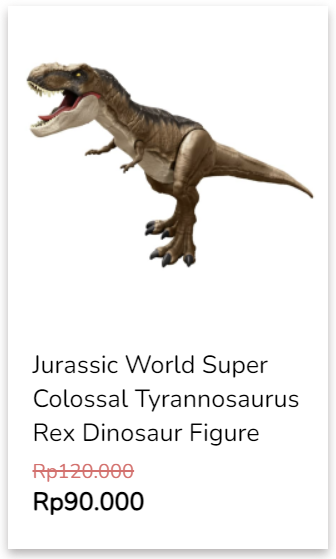 Jurassic World Super
Colossal Tyrannosaurus
Rex Dinosaur Figure
Rp120.000
Rp90.000